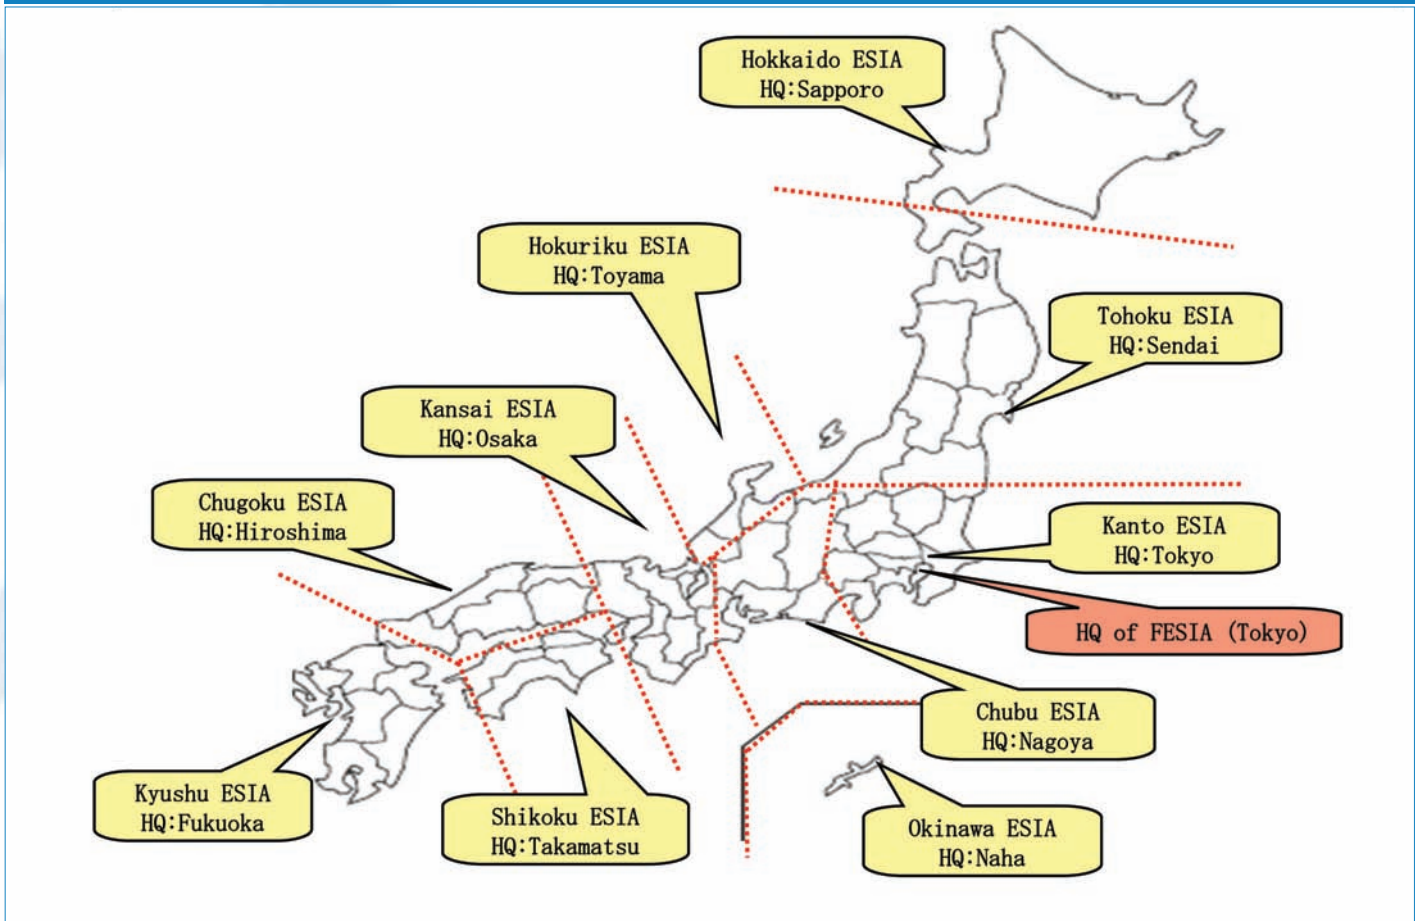 Hokkaido ESIA
HQ:Sapporo
Hokuriku ESIA
HQ:Toyama
Tohoku ESIA
HQ:Sendai
Kansai ESIA
HQ:Osaka
Chugoku ESIA
HQ:Hiroshima
Kanto ESIA
HQ:Tokyo
HQ of FESIA (Tokyo)
Chubu ESIA
HQ:Nagoya
Kyushu ESIA
HQ:Fukuoka
Shikoku ESIA
HQ:Takamatsu
Okinawa ESIA
HQ:Naha